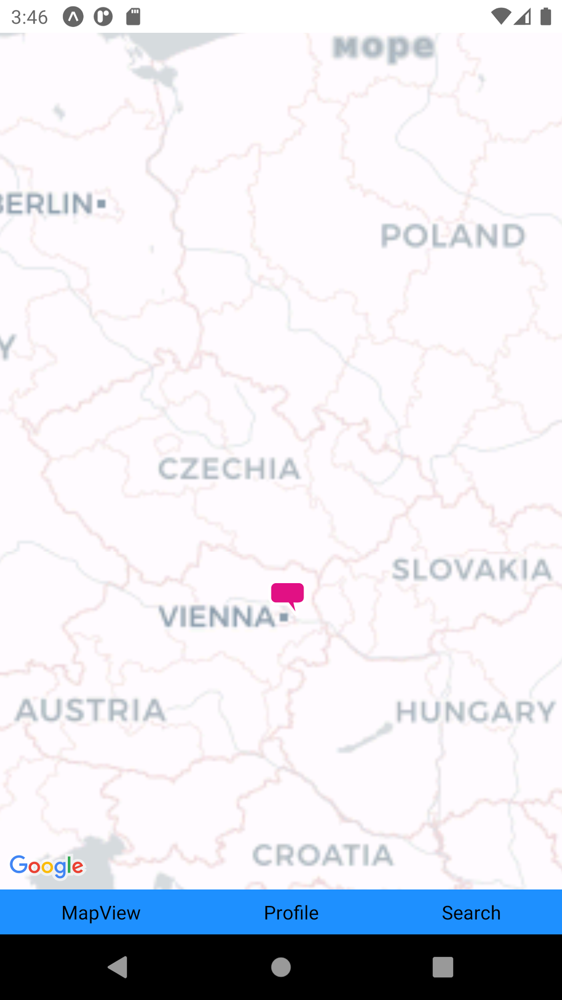 3:46
море
BERLIN
POLAND
Y
CZECHIA
SLOVAKIA
VIENNA
AUSTRIA
HUNGARY
CROATIA
Google
MapView Profile Search